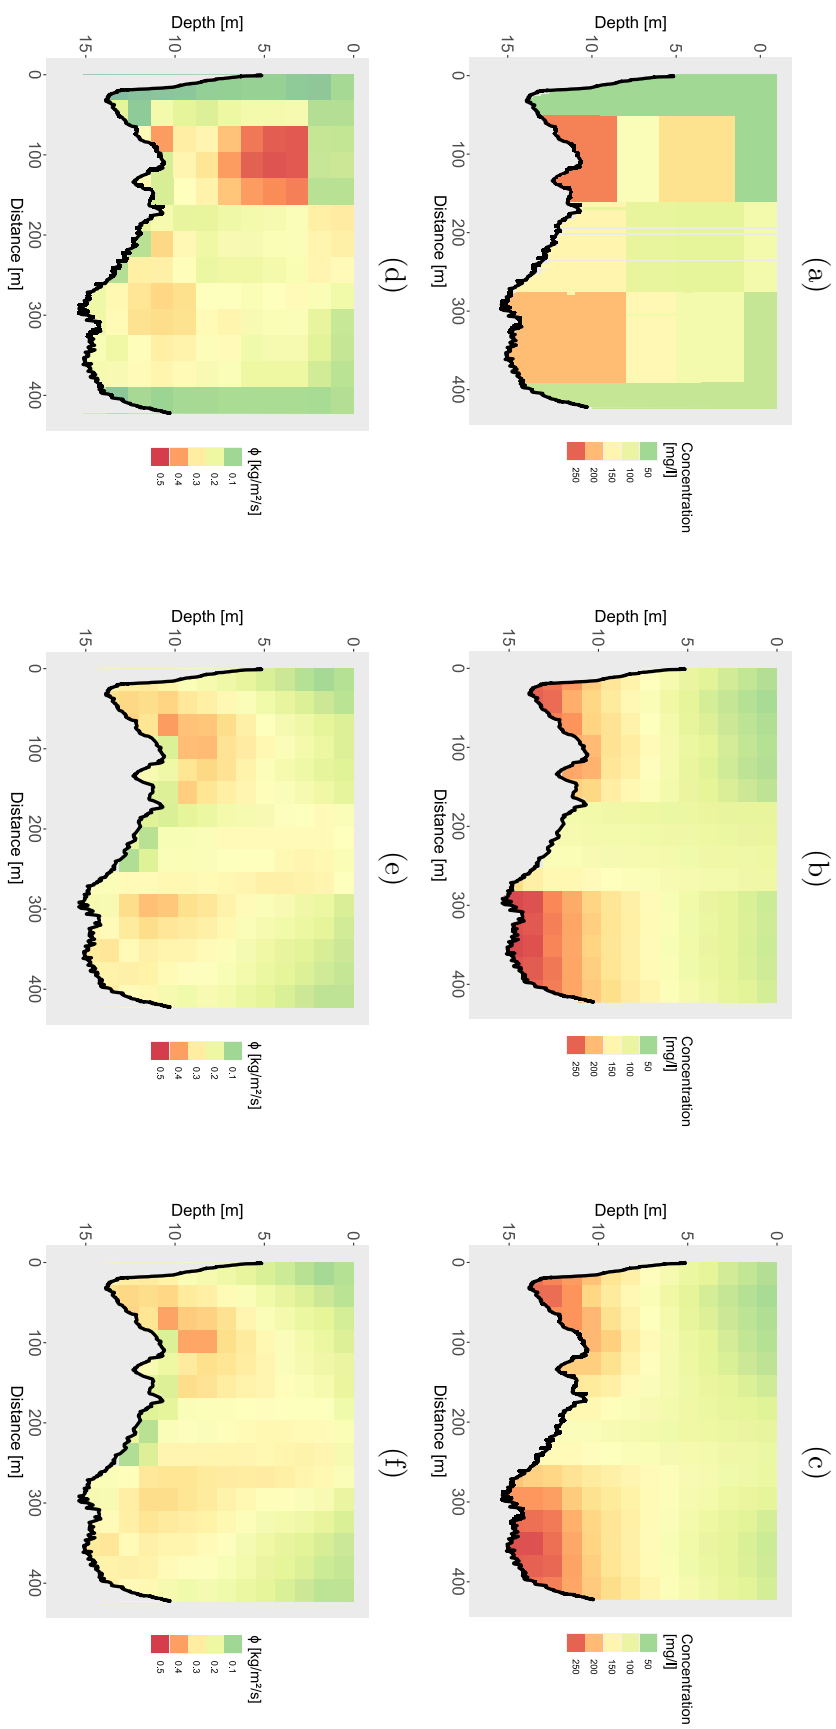 (a)
Depth [m]
0
5
10
15
0 100 200 300 400
Distance [m]
Concentration
[mg/l]
50
100
150
200
250
(b)
Depth [m]
0
5
10
15
0 100 200 300 400
Distance [m]
Concentration
[mg/l]
50
100
150
200
250
(c)
Depth [m]
0
5
10
15
0 100 200 300 400
Distance [m]
Concentration
[mg/l]
50
100
150
200
250
(d)
Depth [m]
0
5
10
15
0 100 200 300 400
Distance [m]
ϕ [kg/m²/s]
0.1
0.2
0.3
0.4
0.5
(e)
Depth [m]
0
5
10
15
0 100 200 300 400
Distance [m]
ϕ [kg/m²/s]
0.1
0.2
0.3
0.4
0.5
(f)
Depth [m]
0
5
10
15
0 100 200 300 400
Distance [m]
ϕ [kg/m²/s]
0.1
0.2
0.3
0.4
0.5